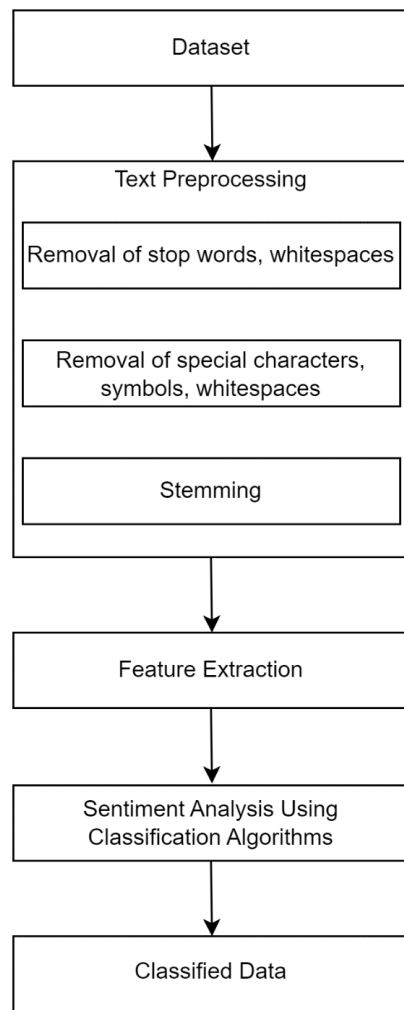 Dataset
Text Preprocessing
Removal of stop words, whitespaces
Removal of special characters,
symbols, whitespaces
Stemming
Feature Extraction
Sentiment Analysis Using
Classification Algorithms
Classified Data